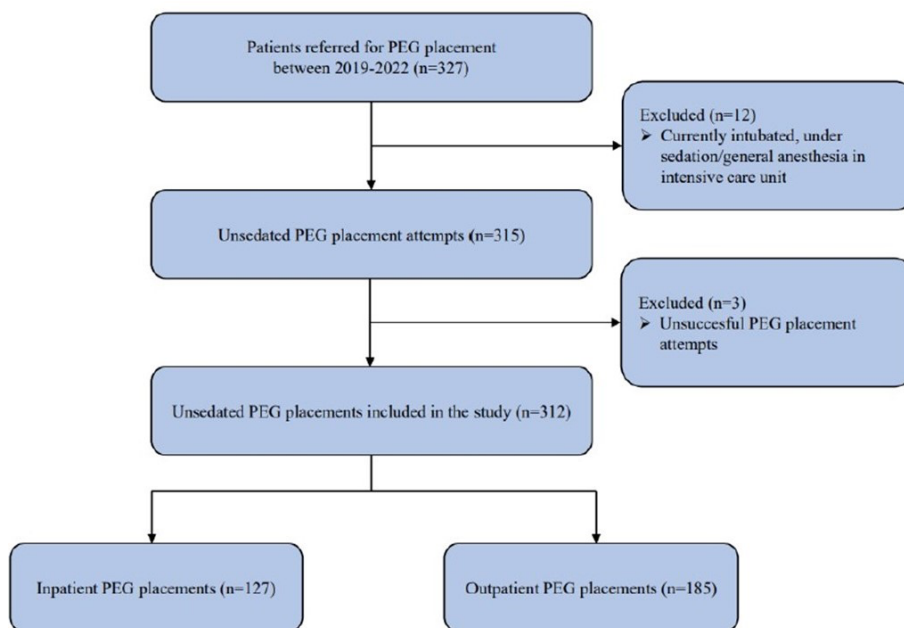 Patients referred for PEG placement
between 2019-2022 (n=327)
Excluded (n=12)
➢ Currently intubated, under
sedation/general anesthesia in
intensive care unit
Unsedated PEG placement attempts (n=315)
Excluded (n=3)
➢ Unsuccesful PEG placement
attempts
Unsedated PEG placements included in the study (n=312)
Inpatient PEG placements (n=127)
Outpatient PEG placements (n=185)